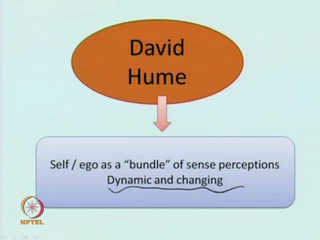 David
Hume
Self / ego as a “bundle” of sense perceptions
Dynamic and changing
NPTEL